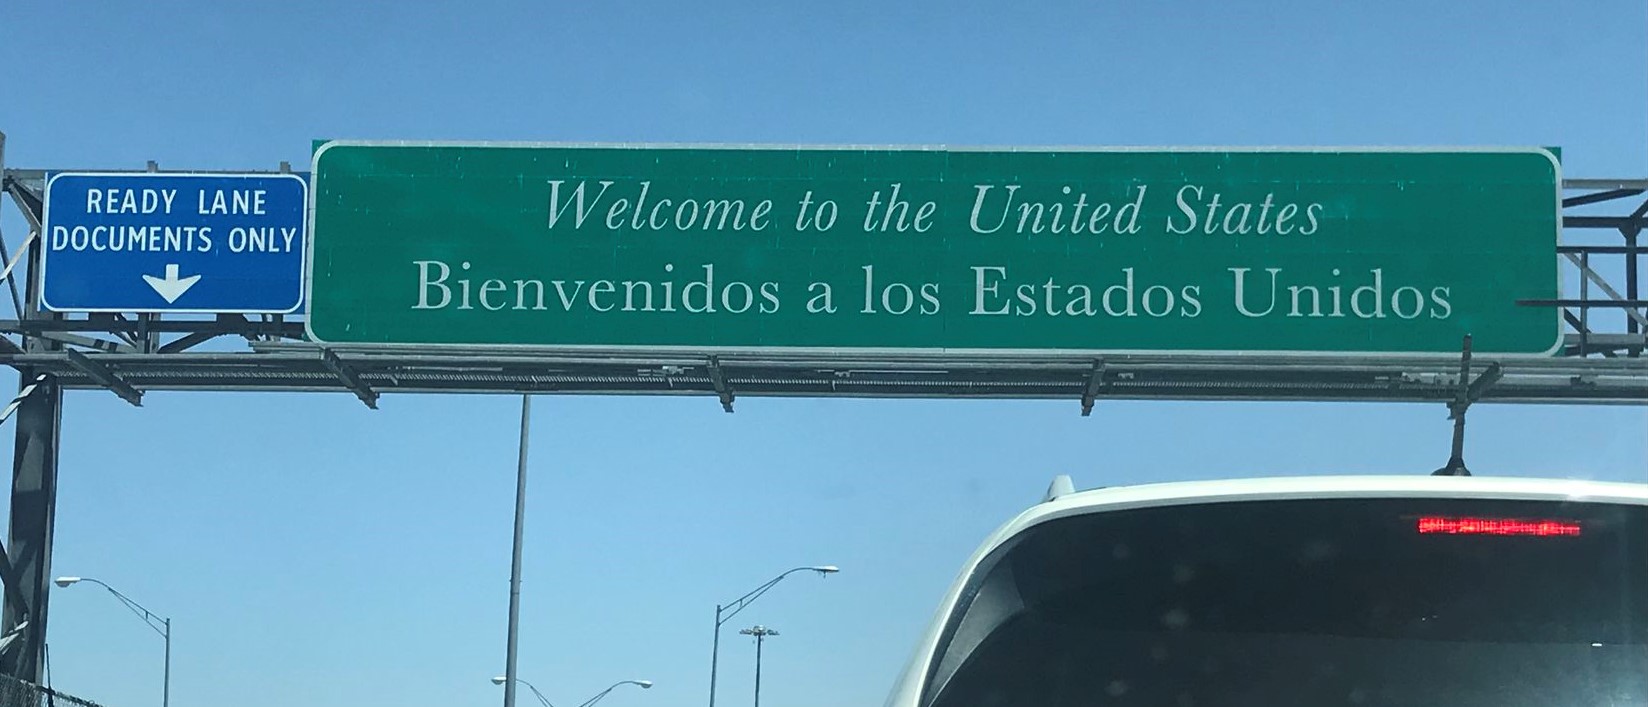 READY LANE
DOCUMENTS ONLY
Welcome to the United States
Bienvenidos a los Estados Unidos